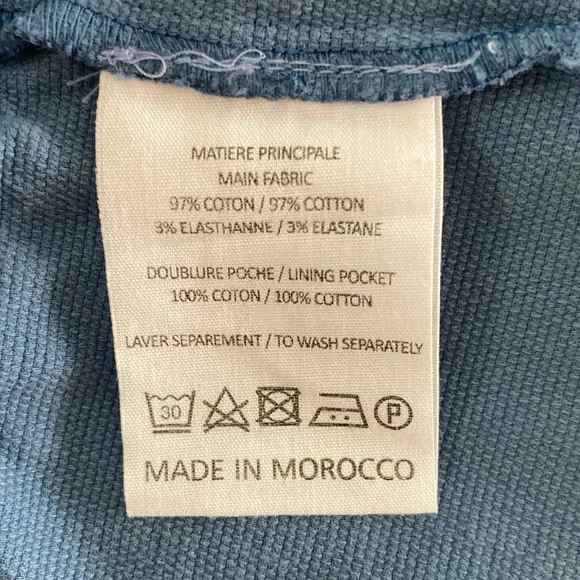 MATIERE PRINCIPALE
MAIN FABRIC
97% COTON / 97% COTTON
3% ELASTHANNE / 3% ELASTANE
DOUBLURE POCHE / LINING POCKET
100% COTON / 100% COTTON
LAVER SEPAREMENT / TO WASH SEPARATELY
30 P
MADE IN MOROCCO